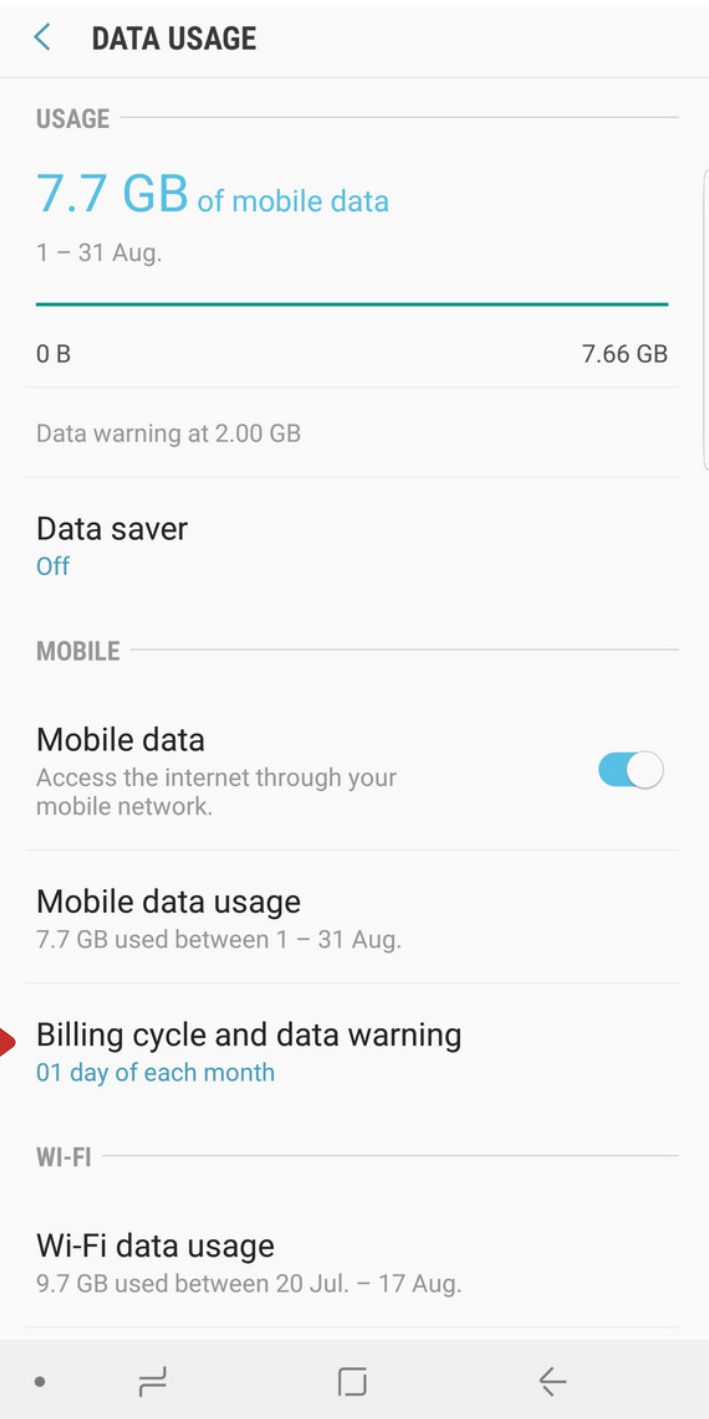 DATA USAGE
USAGE
7.7 GB of mobile data
1 – 31 Aug.
0 B 7.66 GB
Data warning at 2.00 GB
Data saver
Off
MOBILE
Mobile data
Access the internet through your
mobile network.
Mobile data usage
7.7 GB used between 1 – 31 Aug.
Billing cycle and data warning
01 day of each month
WI-FI
Wi-Fi data usage
9.7 GB used between 20 Jul. – 17 Aug.